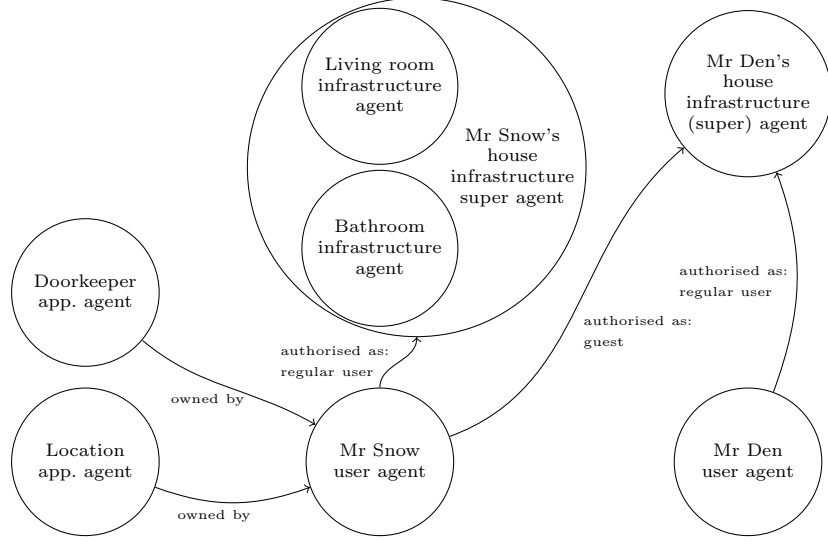 Living room
infrastructure
agent
Mr Snow's
house
infrastructure
super agent
Bathroom
infrastructure
agent
Mr Den's
house
infrastructure
(super) agent
Doorkeeper
app. agent
authorised as:
regular user
authorised as:
guest
authorised as:
regular user
owned by
Location
app. agent
owned by
Mr Snow
user agent
Mr Den
user agent